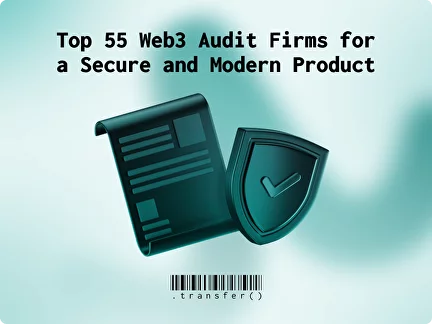 Top 55 Web3 Audit Firms for
a Secure and Modern Product
.transfer()